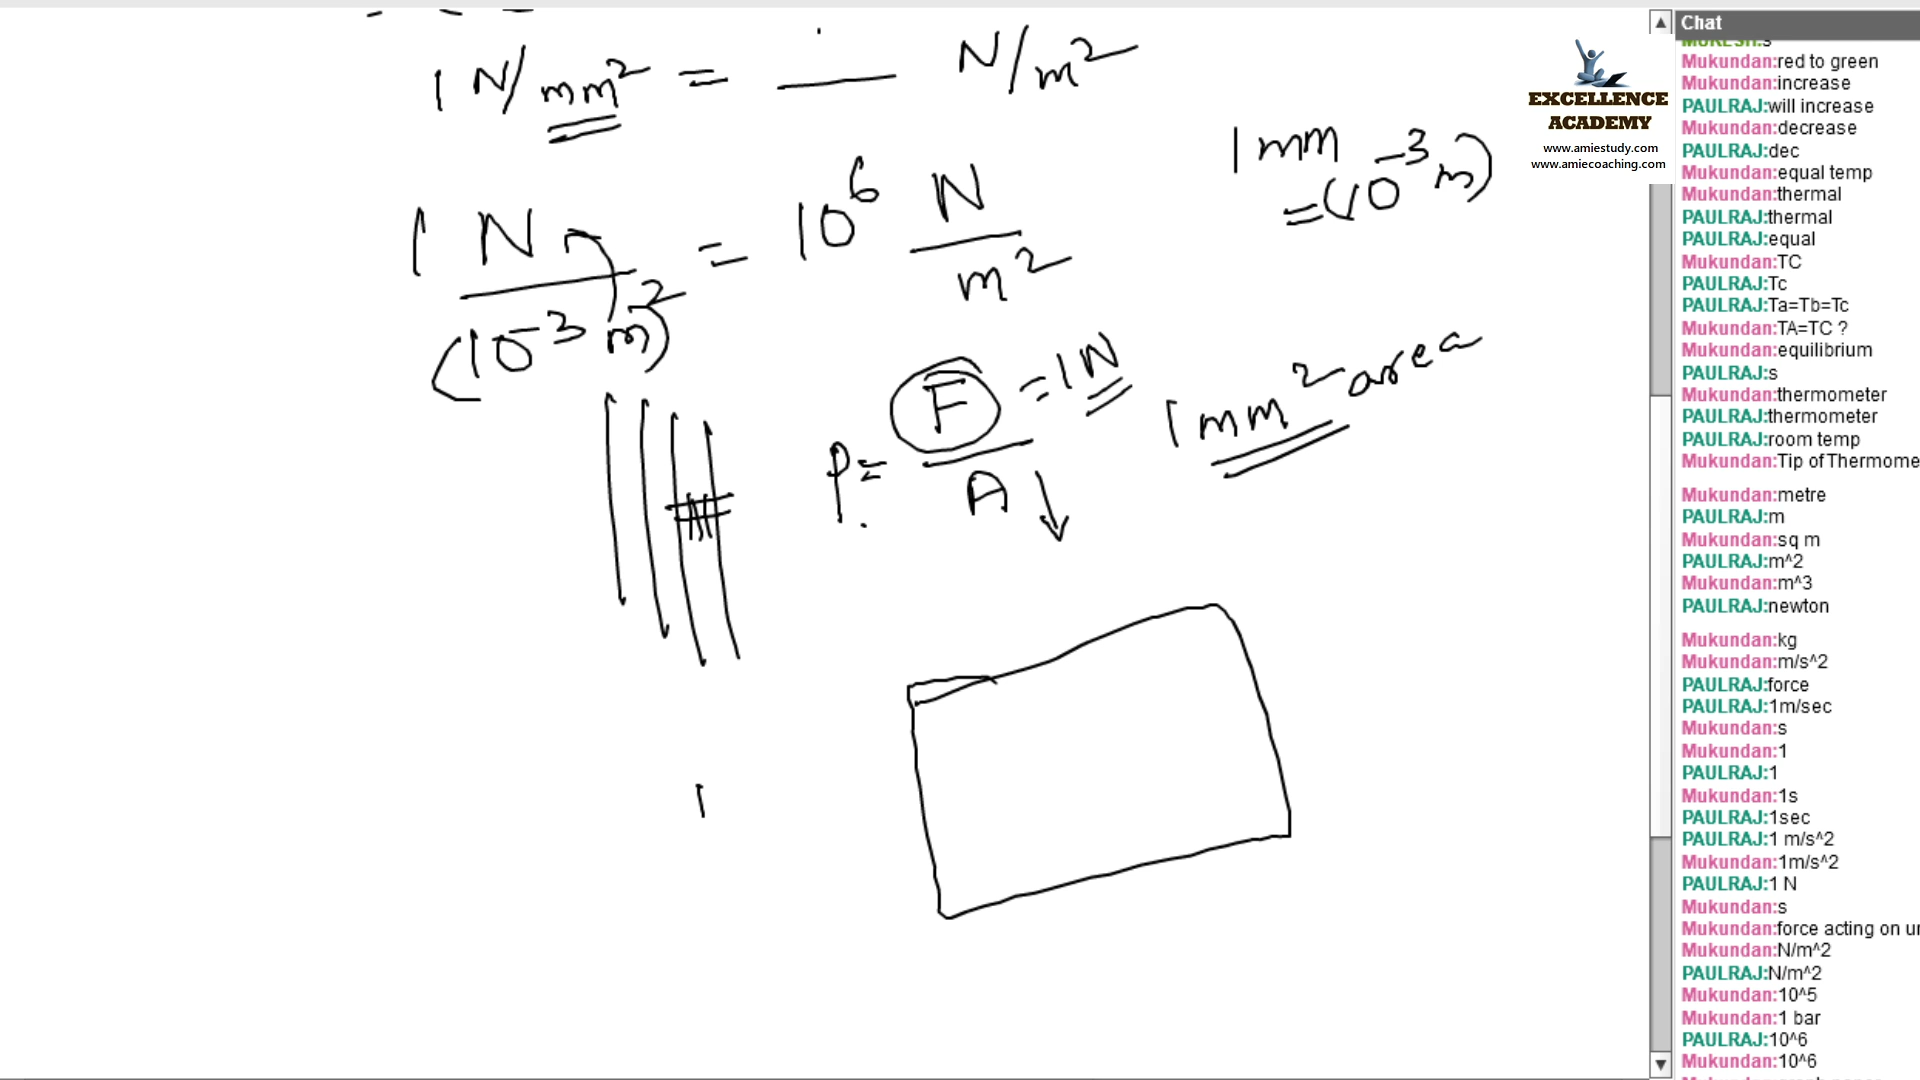 1 N/mm² = ___ N/m²
1 mm
= (10⁻³ m)
1 N
(10⁻³ m)²
= 10⁶ N
m²
P = F = 1N
A ↓
1 mm² area
EXCELLENCE
ACADEMY
www.amiestudy.com
www.amiecoaching.com
Chat
MUKESH:s
Mukundan:red to green
Mukundan:increase
PAULRAJ:will increase
Mukundan:decrease
PAULRAJ:dec
Mukundan:equal temp
Mukundan:thermal
PAULRAJ:thermal
PAULRAJ:equal
Mukundan:TC
PAULRAJ:Tc
PAULRAJ:Ta=Tb=Tc
Mukundan:TA=TC ?
Mukundan:equilibrium
PAULRAJ:s
Mukundan:thermometer
PAULRAJ:thermometer
PAULRAJ:room temp
Mukundan:Tip of Thermome
Mukundan:metre
PAULRAJ:m
Mukundan:sq m
PAULRAJ:m^2
Mukundan:m^3
PAULRAJ:newton
Mukundan:kg
Mukundan:m/s^2
PAULRAJ:force
PAULRAJ:1m/sec
Mukundan:s
Mukundan:1
PAULRAJ:1
Mukundan:1s
PAULRAJ:1sec
PAULRAJ:1 m/s^2
Mukundan:1m/s^2
PAULRAJ:1 N
Mukundan:s
Mukundan:force acting on
Mukundan:N/m^2
PAULRAJ:N/m^2
Mukundan:10^5
Mukundan:1 bar
PAULRAJ:10^6
Mukundan:10^6